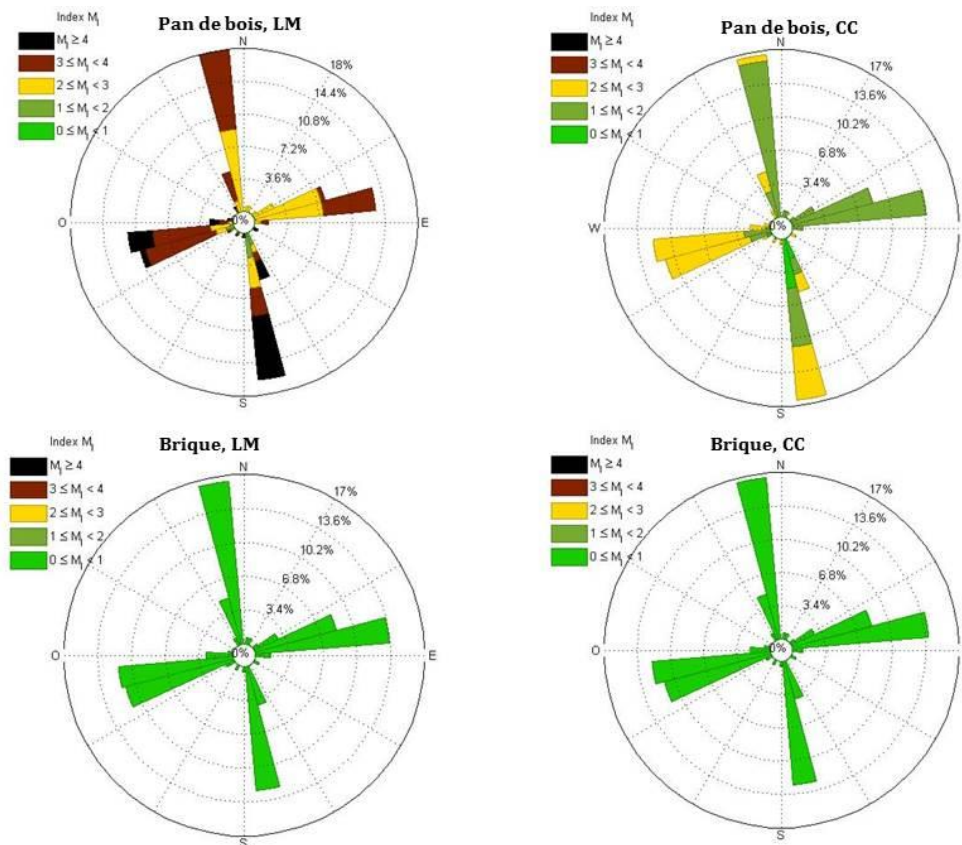 Index M_I
Pan de bois, LM
M_I ≥ 4
3 ≤ M_I < 4
2 ≤ M_I < 3
1 ≤ M_I < 2
0 ≤ M_I < 1
N
18%
14.4%
10.8%
7.2%
3.6%
0%
O
E
S
Index M_I
Pan de bois, CC
M_I ≥ 4
3 ≤ M_I < 4
2 ≤ M_I < 3
1 ≤ M_I < 2
0 ≤ M_I < 1
N
17%
13.6%
10.2%
6.8%
3.4%
0%
W
E
S
Index M_I
Brique, LM
M_I ≥ 4
3 ≤ M_I < 4
2 ≤ M_I < 3
1 ≤ M_I < 2
0 ≤ M_I < 1
N
17%
13.6%
10.2%
6.8%
3.4%
0%
O
E
S
Index M_I
Brique, CC
M_I ≥ 4
3 ≤ M_I < 4
2 ≤ M_I < 3
1 ≤ M_I < 2
0 ≤ M_I < 1
N
17%
13.6%
10.2%
6.8%
3.4%
0%
O
S